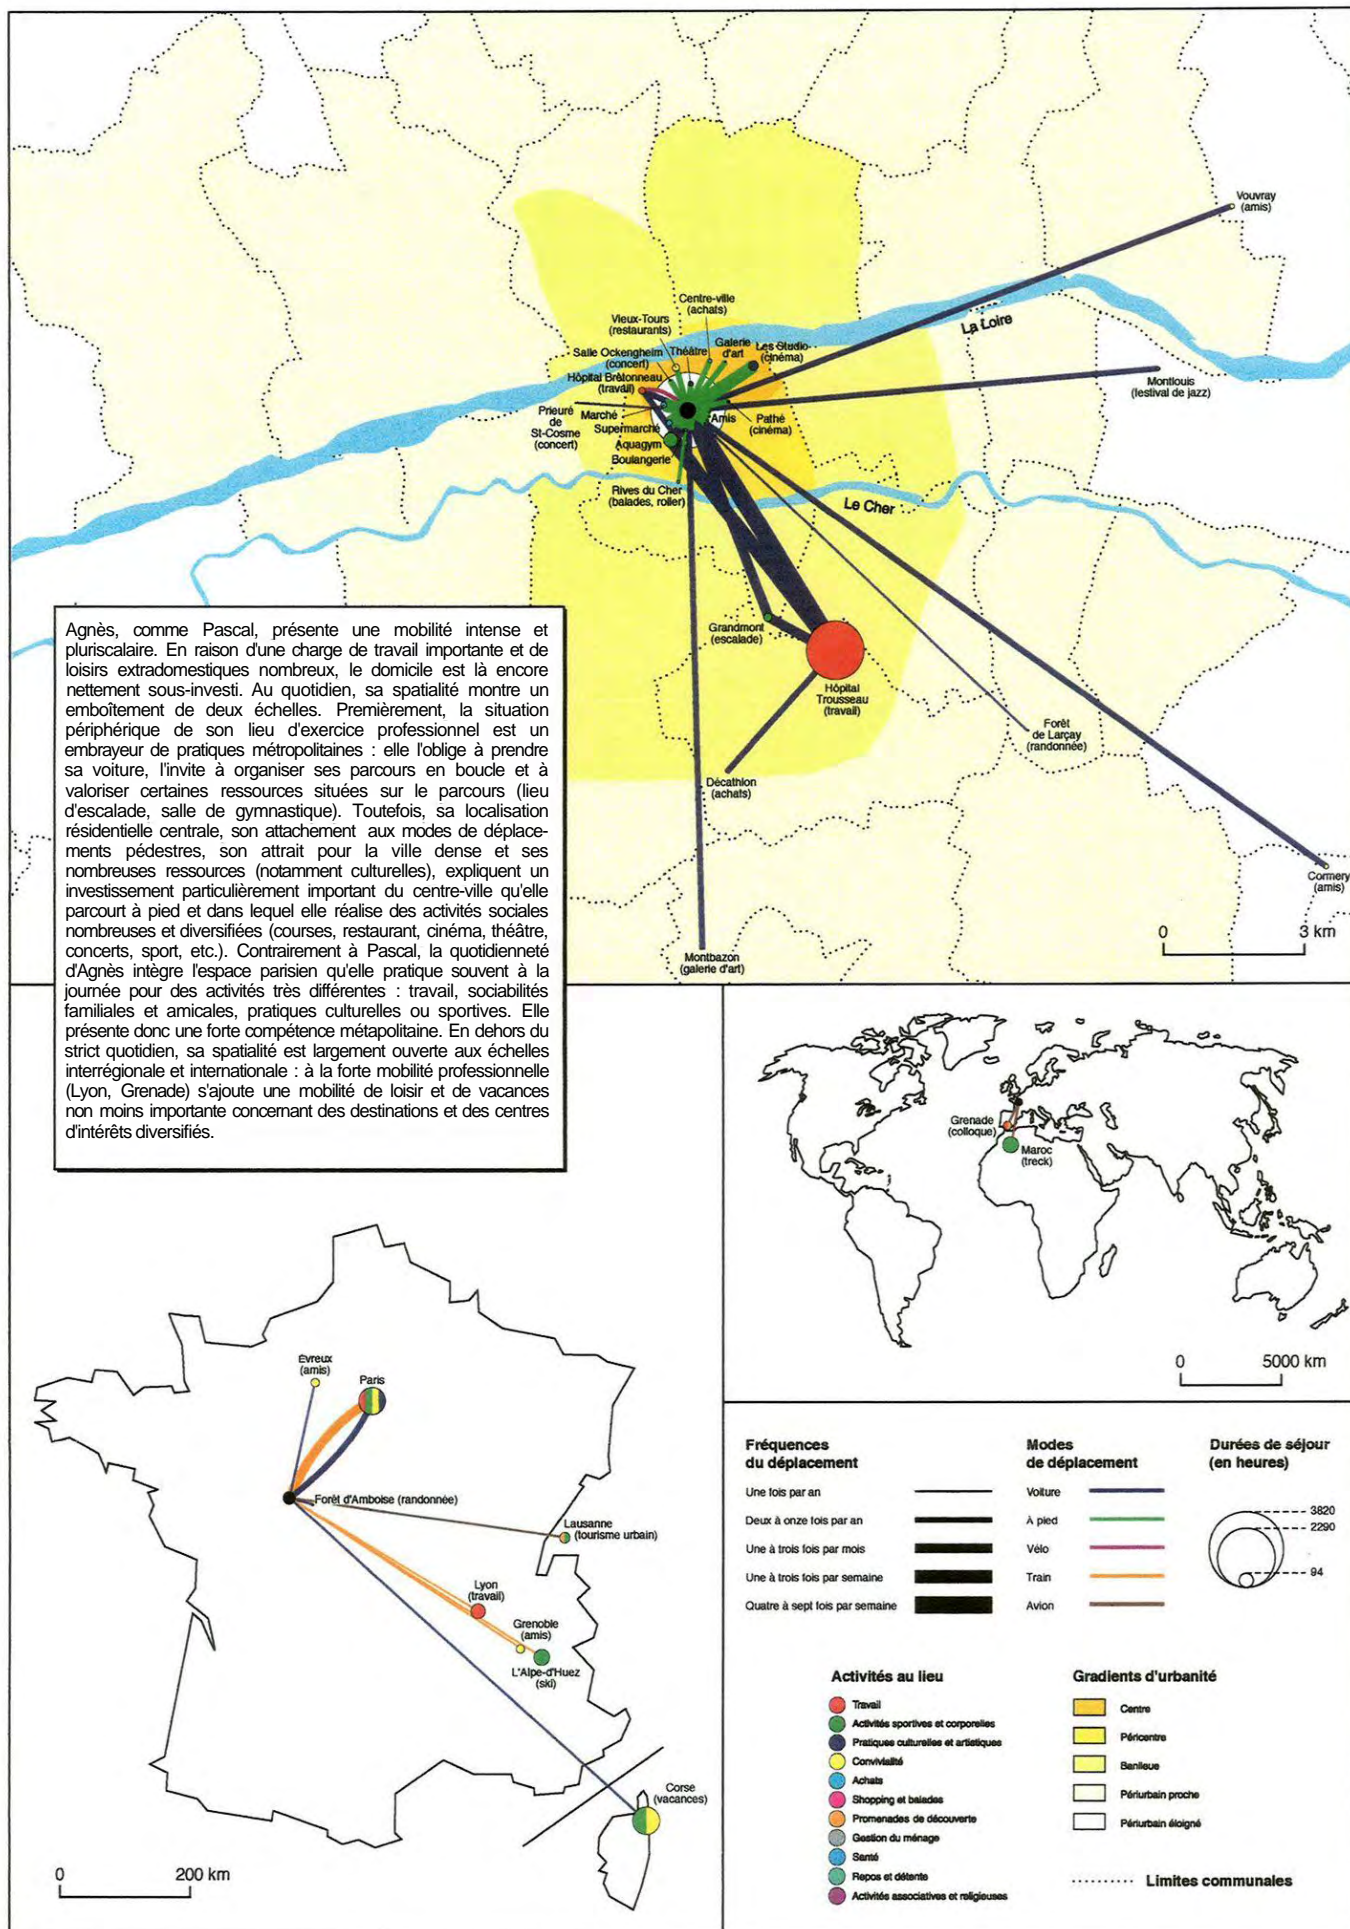 Vouvray
(amis)
La Loire
Centre-ville
(achats)
Vieux-Tours
(restaurants)
Galerie
d'art
Les Studio
(cinéma)
Salle Ockengheim
(concert)
Théâtre
Hôpital Brêtonneau
(travail)
Montlouis
(festival de jazz)
Prieuré
de
St-Cosme
(concert)
Marché
Supermarché
Amis
Pathé
(cinéma)
Aquagym
Boulangerie
Rives du Cher
(balades, roller)
Le Cher
Grandmont
(escalade)
Hôpital
Trousseau
(travail)
Forêt
de Larçay
(randonnée)
Décathlon
(achats)
Cormery
(amis)
Montbazon
(galerie d'art)
0 3 km
Agnès, comme Pascal, présente une mobilité intense et
pluriscalaire. En raison d'une charge de travail importante et de
loisirs extradomestiques nombreux, le domicile est là encore
nettement sous-investi. Au quotidien, sa spatialité montre un
emboîtement de deux échelles. Premièrement, la situation
périphérique de son lieu d'exercice professionnel est un
embrayeur de pratiques métropolitaines : elle l'oblige à prendre
sa voiture, l'invite à organiser ses parcours en boucle et à
valoriser certaines ressources situées sur le parcours (lieu
d'escalade, salle de gymnastique). Toutefois, sa localisation
résidentielle centrale, son attachement aux modes de déplace-
ments pédestres, son attrait pour la ville dense et ses
nombreuses ressources (notamment culturelles), expliquent un
investissement particulièrement important du centre-ville qu'elle
parcourt à pied et dans lequel elle réalise des activités sociales
nombreuses et diversifiées (courses, restaurant, cinéma, théâtre,
concerts, sport, etc.). Contrairement à Pascal, la quotidienneté
d'Agnès intègre l'espace parisien qu'elle pratique souvent à la
journée pour des activités très différentes : travail, sociabilités
familiales et amicales, pratiques culturelles ou sportives. Elle
présente donc une forte compétence métapolitaine. En dehors du
strict quotidien, sa spatialité est largement ouverte aux échelles
interrégionale et internationale : à la forte mobilité professionnelle
(Lyon, Grenade) s'ajoute une mobilité de loisir et de vacances
non moins importante concernant des destinations et des centres
d'intérêts diversifiés.
Grenade
(colloque)
Maroc
(treck)
0 5000 km
Évreux
(amis)
Paris
Forêt d'Amboise (randonnée)
Lausanne
(tourisme urbain)
Lyon
(travail)
Grenoble
(amis)
L'Alpe-d'Huez
(ski)
Corse
(vacances)
0 200 km
Fréquences
du déplacement
Une fois par an
Deux à onze fois par an
Une à trois fois par mois
Une à trois fois par semaine
Quatre à sept fois par semaine
Modes
de déplacement
Voiture
À pied
Vélo
Train
Avion
Durées de séjour
(en heures)
3820
2290
94
Activités au lieu
Travail
Activités sportives et corporelles
Pratiques culturelles et artistiques
Convivialité
Achats
Shopping et balades
Promenades de découverte
Gestion du ménage
Santé
Repos et détente
Activités associatives et religieuses
Gradients d'urbanité
Centre
Péricentre
Banlieue
Périurbain proche
Périurbain éloigné
Limites communales